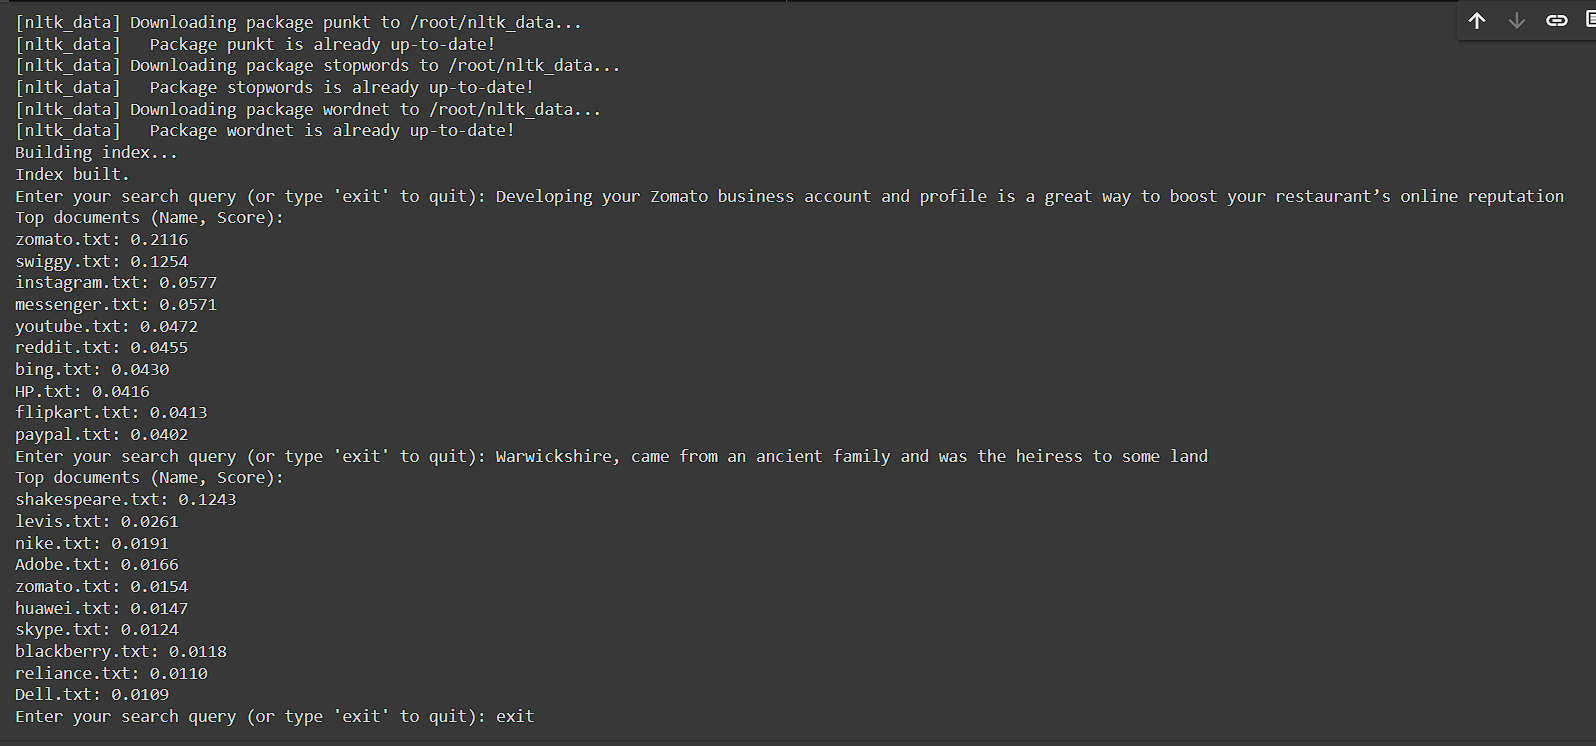 [nltk_data] Downloading package punkt to /root/nltk_data...
[nltk_data]   Package punkt is already up-to-date!
[nltk_data] Downloading package stopwords to /root/nltk_data...
[nltk_data]   Package stopwords is already up-to-date!
[nltk_data] Downloading package wordnet to /root/nltk_data...
[nltk_data]   Package wordnet is already up-to-date!
Building index...
Index built.
Enter your search query (or type 'exit' to quit): Developing your Zomato business account and profile is a great way to boost your restaurant’s online reputation
Top documents (Name, Score):
zomato.txt: 0.2116
swiggy.txt: 0.1254
instagram.txt: 0.0577
messenger.txt: 0.0571
youtube.txt: 0.0472
reddit.txt: 0.0455
bing.txt: 0.0430
HP.txt: 0.0416
flipkart.txt: 0.0413
paypal.txt: 0.0402
Enter your search query (or type 'exit' to quit): Warwickshire, came from an ancient family and was the heiress to some land
Top documents (Name, Score):
shakespeare.txt: 0.1243
levis.txt: 0.0261
nike.txt: 0.0191
Adobe.txt: 0.0166
zomato.txt: 0.0154
huawei.txt: 0.0147
skype.txt: 0.0124
blackberry.txt: 0.0118
reliance.txt: 0.0110
Dell.txt: 0.0109
Enter your search query (or type 'exit' to quit): exit